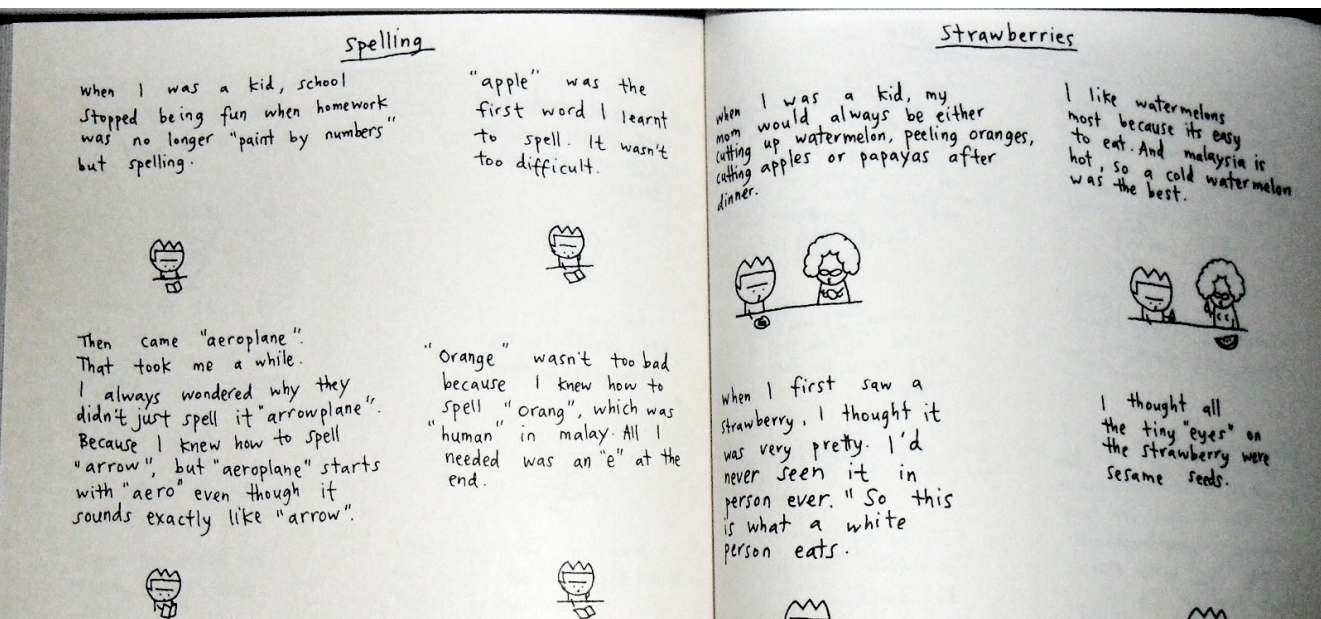 Spelling
when I was a kid, school
stopped being fun when homework
was no longer "paint by numbers"
but spelling.
"apple" was the
first word I learnt
to spell. It wasn't
too difficult.
Then came "aeroplane".
That took me a while.
I always wondered why they
didn't just spell it "arrowplane".
Because I knew how to spell
"arrow", but "aeroplane" starts
with "aero" even though it
sounds exactly like "arrow".
"Orange" wasn't too bad
because I knew how to
spell "orang", which was
"human" in malay. All I
needed was an "e" at the
end.
Strawberries
when I was a kid, my
mom would always be either
cutting up watermelon, peeling oranges,
cutting apples or papayas after
dinner.
I like watermelons
most because its easy
to eat. And malaysia is
hot, so a cold watermelon
was the best.
when I first saw a
strawberry, I thought it
was very pretty. I'd
never seen it in
person ever. "So this
is what a white
person eats.
I thought all
the tiny "eyes" on
the strawberry were
sesame seeds.